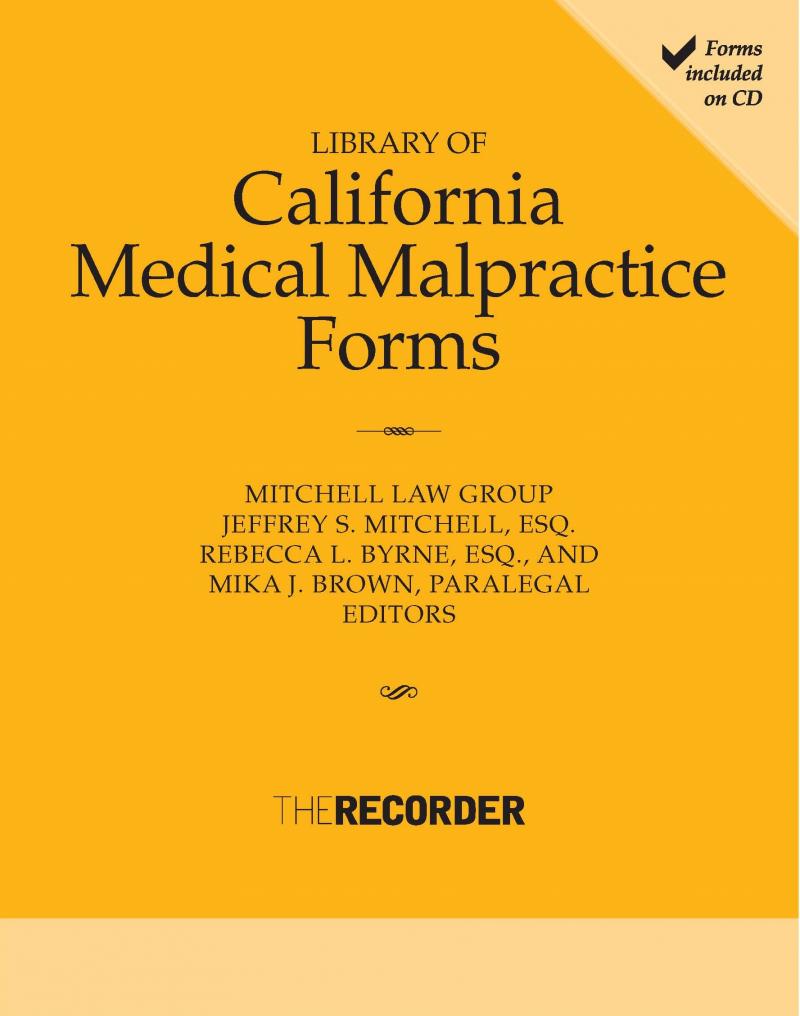 Forms
included
on CD
LIBRARY OF
California
Medical Malpractice
Forms
MITCHELL LAW GROUP
JEFFREY S. MITCHELL, ESQ.
REBECCA L. BYRNE, ESQ., AND
MIKA J. BROWN, PARALEGAL
EDITORS
THERECORDER